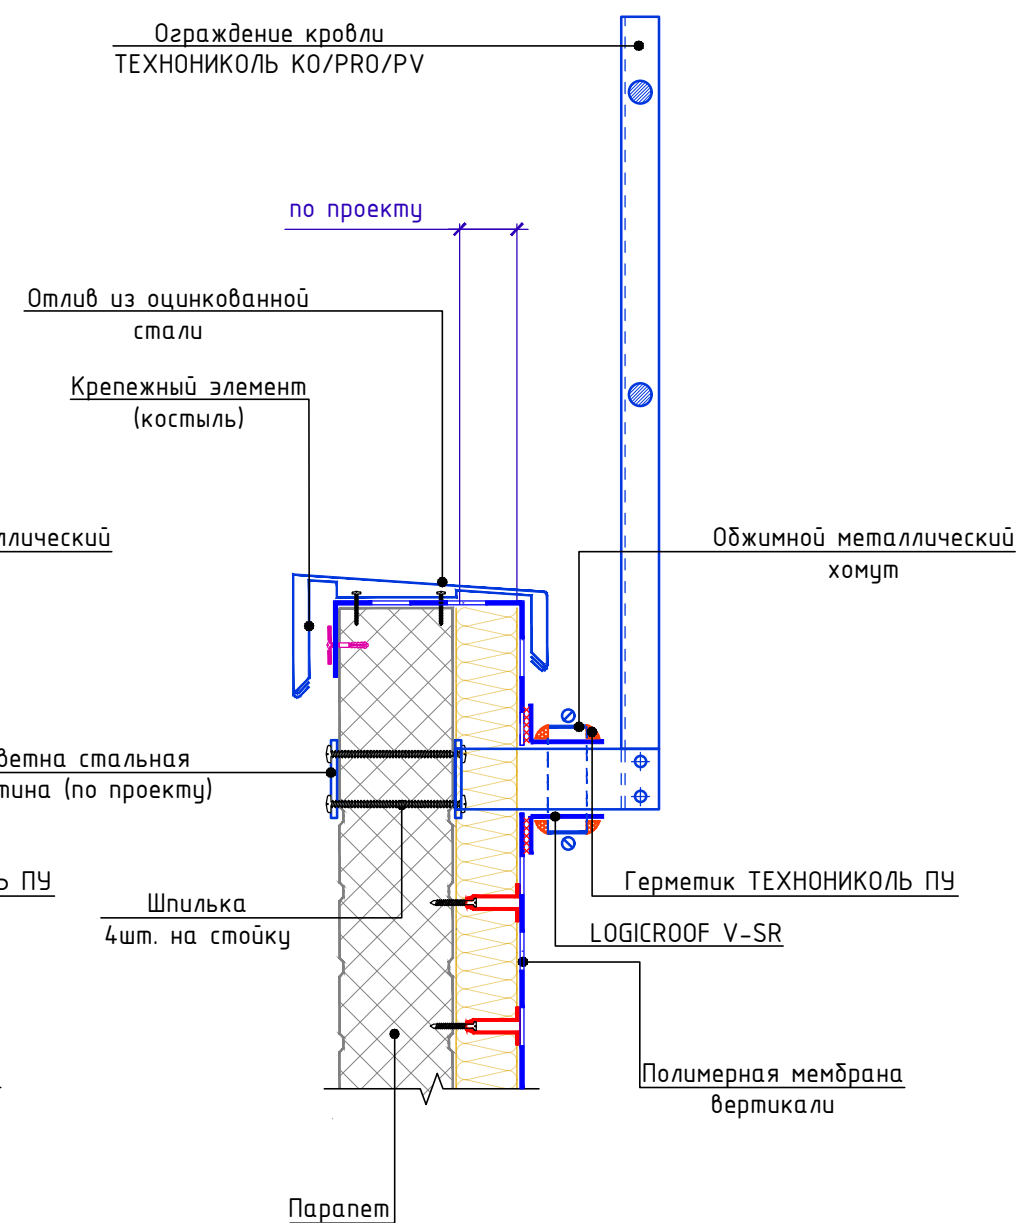 Ограждение кровли
ТЕХНОНИКОЛЬ КО/PRO/PV
по проекту
Отлив из оцинкованной
стали
Крепежный элемент
(костыль)
ллический
Обжимной металлический
хомут
ветна стальная
тина (по проекту)
Ь ПУ
Герметик ТЕХНОНИКОЛЬ ПУ
Шпилька
4шт. на стойку
LOGICROOF V-SR
Полимерная мембрана
вертикали
Парапет